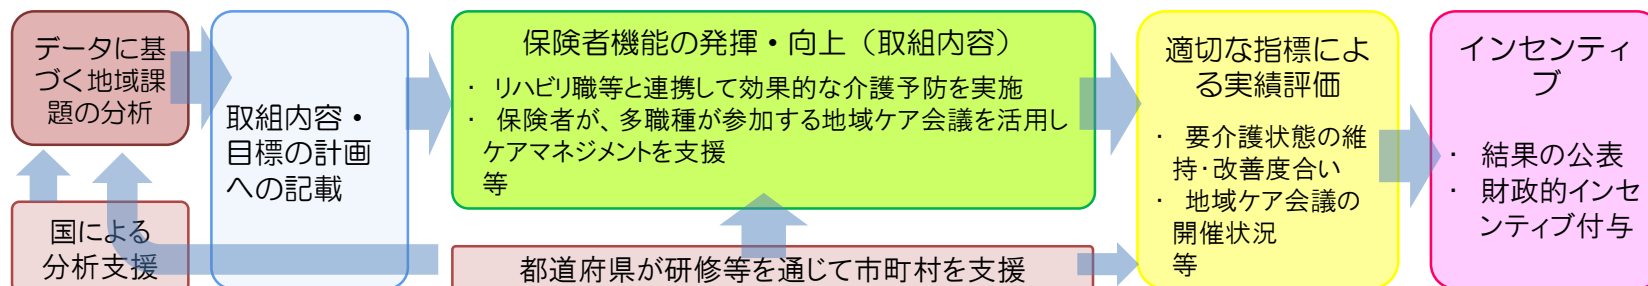 データに基
づく地域課
題の分析
国による
分析支援
取組内容・
目標の計画
への記載
保険者機能の発揮・向上（取組内容）
・ リハビリ職等と連携して効果的な介護予防を実施
・ 保険者が、多職種が参加する地域ケア会議を活用し
ケアマネジメントを支援
等
都道府県が研修等を通じて市町村を支援
適切な指標によ
る実績評価
・ 要介護状態の維
持・改善度合い
・ 地域ケア会議の
開催状況
等
インセンティ
ブ
・ 結果の公表
・ 財政的インセ
ンティブ付与